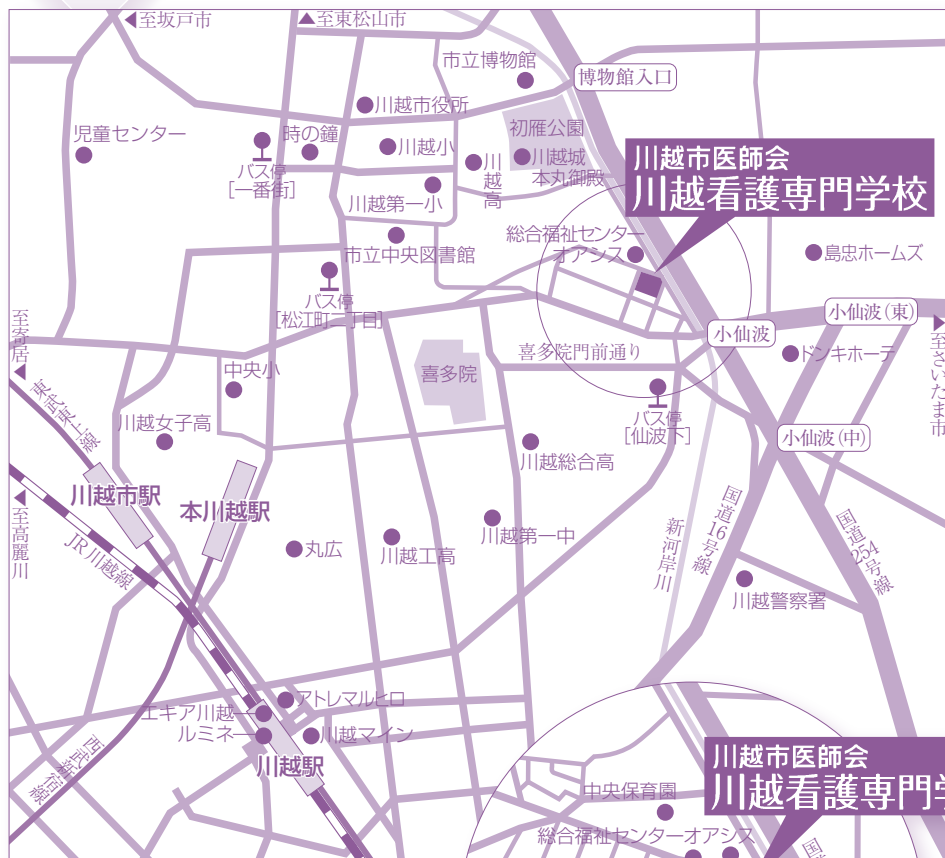 ◀至坂戸市
▲至東松山市
市立博物館
博物館入口
川越市役所
初雁公園
児童センター
時の鐘
川越小
川越高
川越城
本丸御殿
バス停
[一番街]
川越第一小
川越市医師会
川越看護専門学校
総合福祉センター
オアシス
市立中央図書館
島忠ホームズ
バス停
[松江町二丁目]
小仙波(東)
小仙波
至寄居▶
▶至さいたま市
喜多院門前通り
ドンキホーテ
喜多院
中央小
東武東上線
バス停
[仙波下]
川越女子高
小仙波(中)
川越総合高
川越市駅
本川越駅
◀至高麗川
JR川越線
丸広
川越工高
川越第一中
新河岸川
国道16号線
国道254号線
川越警察署
アトレマルヒロ
エキア川越
ルミネ
川越マイン
川越駅
西武新宿線
川越市医師会
川越看護専門学
中央保育園
総合福祉センターオアシス
国